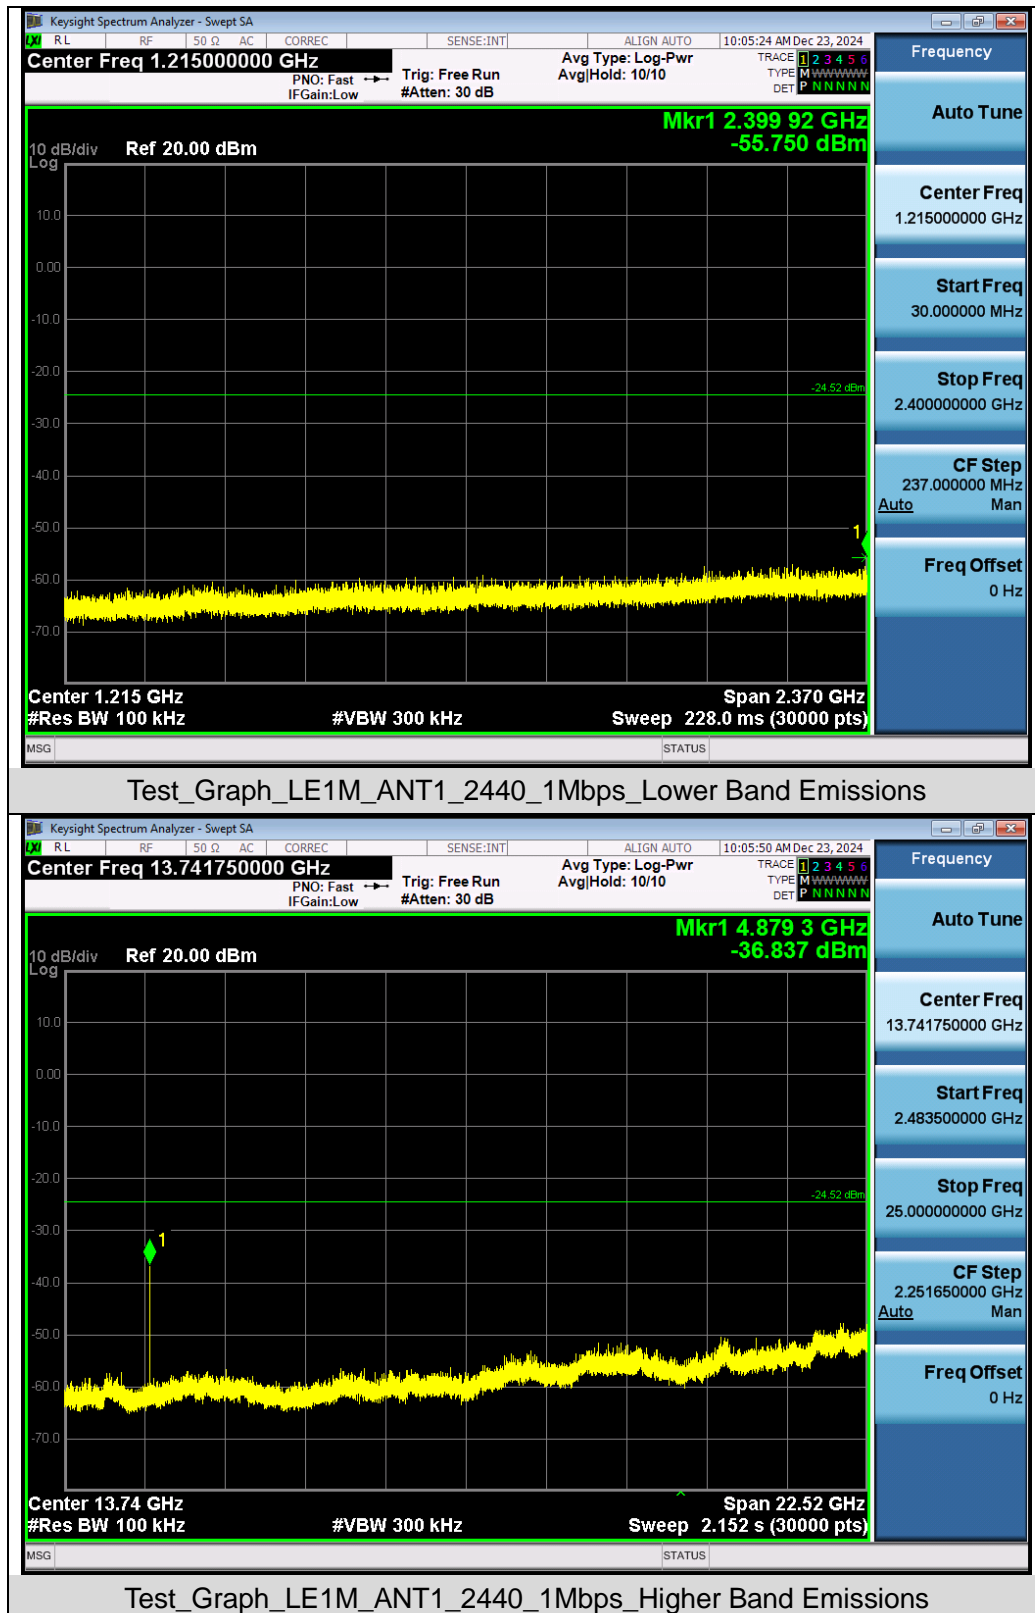 Keysight Spectrum Analyzer - Swept SA
LXI RL RF 50 Ω AC CORREC SENSE:INT ALIGN AUTO 10:05:24 AM Dec 23, 2024
Center Freq 1.215000000 GHz
PNO: Fast
IFGain:Low
Trig: Free Run
#Atten: 30 dB
Avg Type: Log-Pwr
Avg|Hold: 10/10
TRACE 1 2 3 4 5 6
TYPE M WWWWW
DET P N N N N N
Mkr1 2.399 92 GHz
-55.750 dBm
10 dB/div Ref 20.00 dBm
Log
10.0
0.00
-10.0
-20.0
-24.52 dBm
-30.0
-40.0
-50.0
1
-60.0
-70.0
Center 1.215 GHz Span 2.370 GHz
#Res BW 100 kHz #VBW 300 kHz Sweep 228.0 ms (30000 pts)
MSG STATUS
Frequency
Auto Tune
Center Freq
1.215000000 GHz
Start Freq
30.000000 MHz
Stop Freq
2.400000000 GHz
CF Step
237.000000 MHz
Auto Man
Freq Offset
0 Hz
Test_Graph_LE1M_ANT1_2440_1Mbps_Lower Band Emissions
Keysight Spectrum Analyzer - Swept SA
LXI RL RF 50 Ω AC CORREC SENSE:INT ALIGN AUTO 10:05:50 AM Dec 23, 2024
Center Freq 13.741750000 GHz
PNO: Fast
IFGain:Low
Trig: Free Run
#Atten: 30 dB
Avg Type: Log-Pwr
Avg|Hold: 10/10
TRACE 1 2 3 4 5 6
TYPE M WWWWW
DET P N N N N N
Mkr1 4.879 3 GHz
-36.837 dBm
10 dB/div Ref 20.00 dBm
Log
10.0
0.00
-10.0
-20.0
-24.52 dBm
-30.0
1
-40.0
-50.0
-60.0
-70.0
Center 13.74 GHz Span 22.52 GHz
#Res BW 100 kHz #VBW 300 kHz Sweep 2.152 s (30000 pts)
MSG STATUS
Frequency
Auto Tune
Center Freq
13.741750000 GHz
Start Freq
2.483500000 GHz
Stop Freq
25.000000000 GHz
CF Step
2.251650000 GHz
Auto Man
Freq Offset
0 Hz
Test_Graph_LE1M_ANT1_2440_1Mbps_Higher Band Emissions